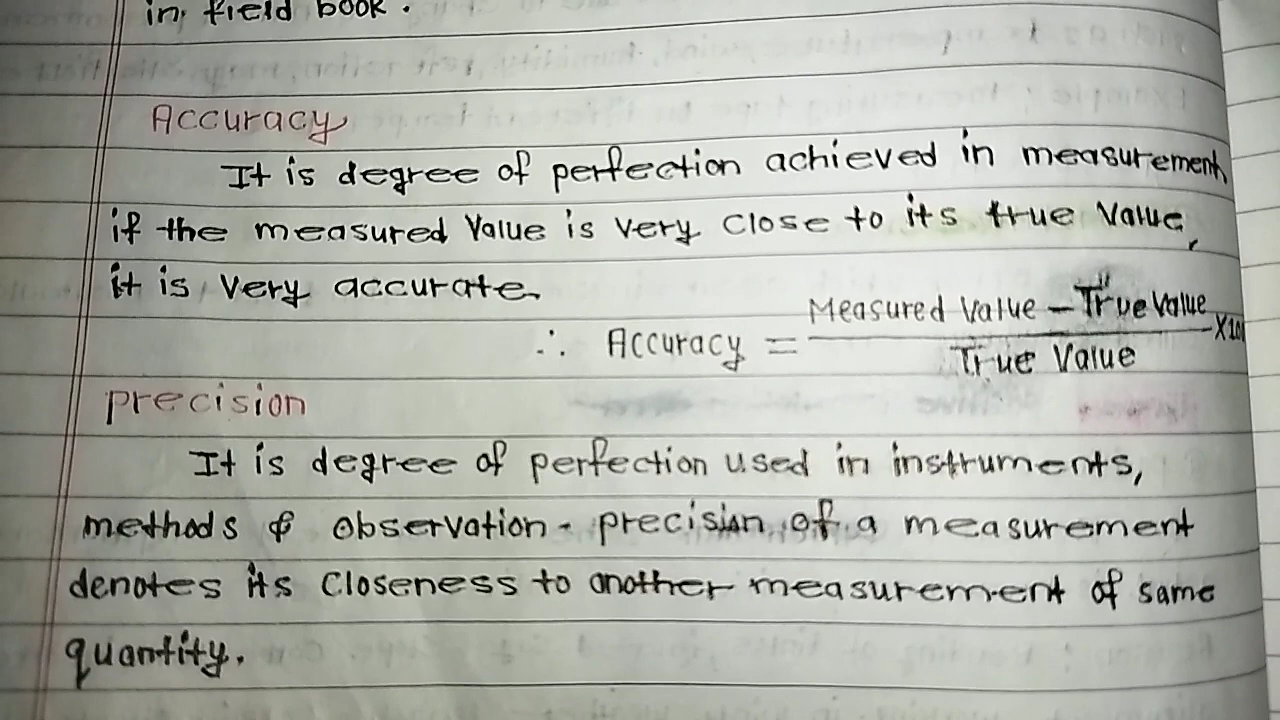 in field book.
Accuracy
It is degree of perfection achieved in measurement
if the measured Value is very close to its true Value,
it is very accurate.
Measured Value - True Value
∴ Accuracy = ×100
True Value
precision
It is degree of perfection used in instruments,
methods & observation. precision of a measurement
denotes its closeness to another measurement of same
quantity.